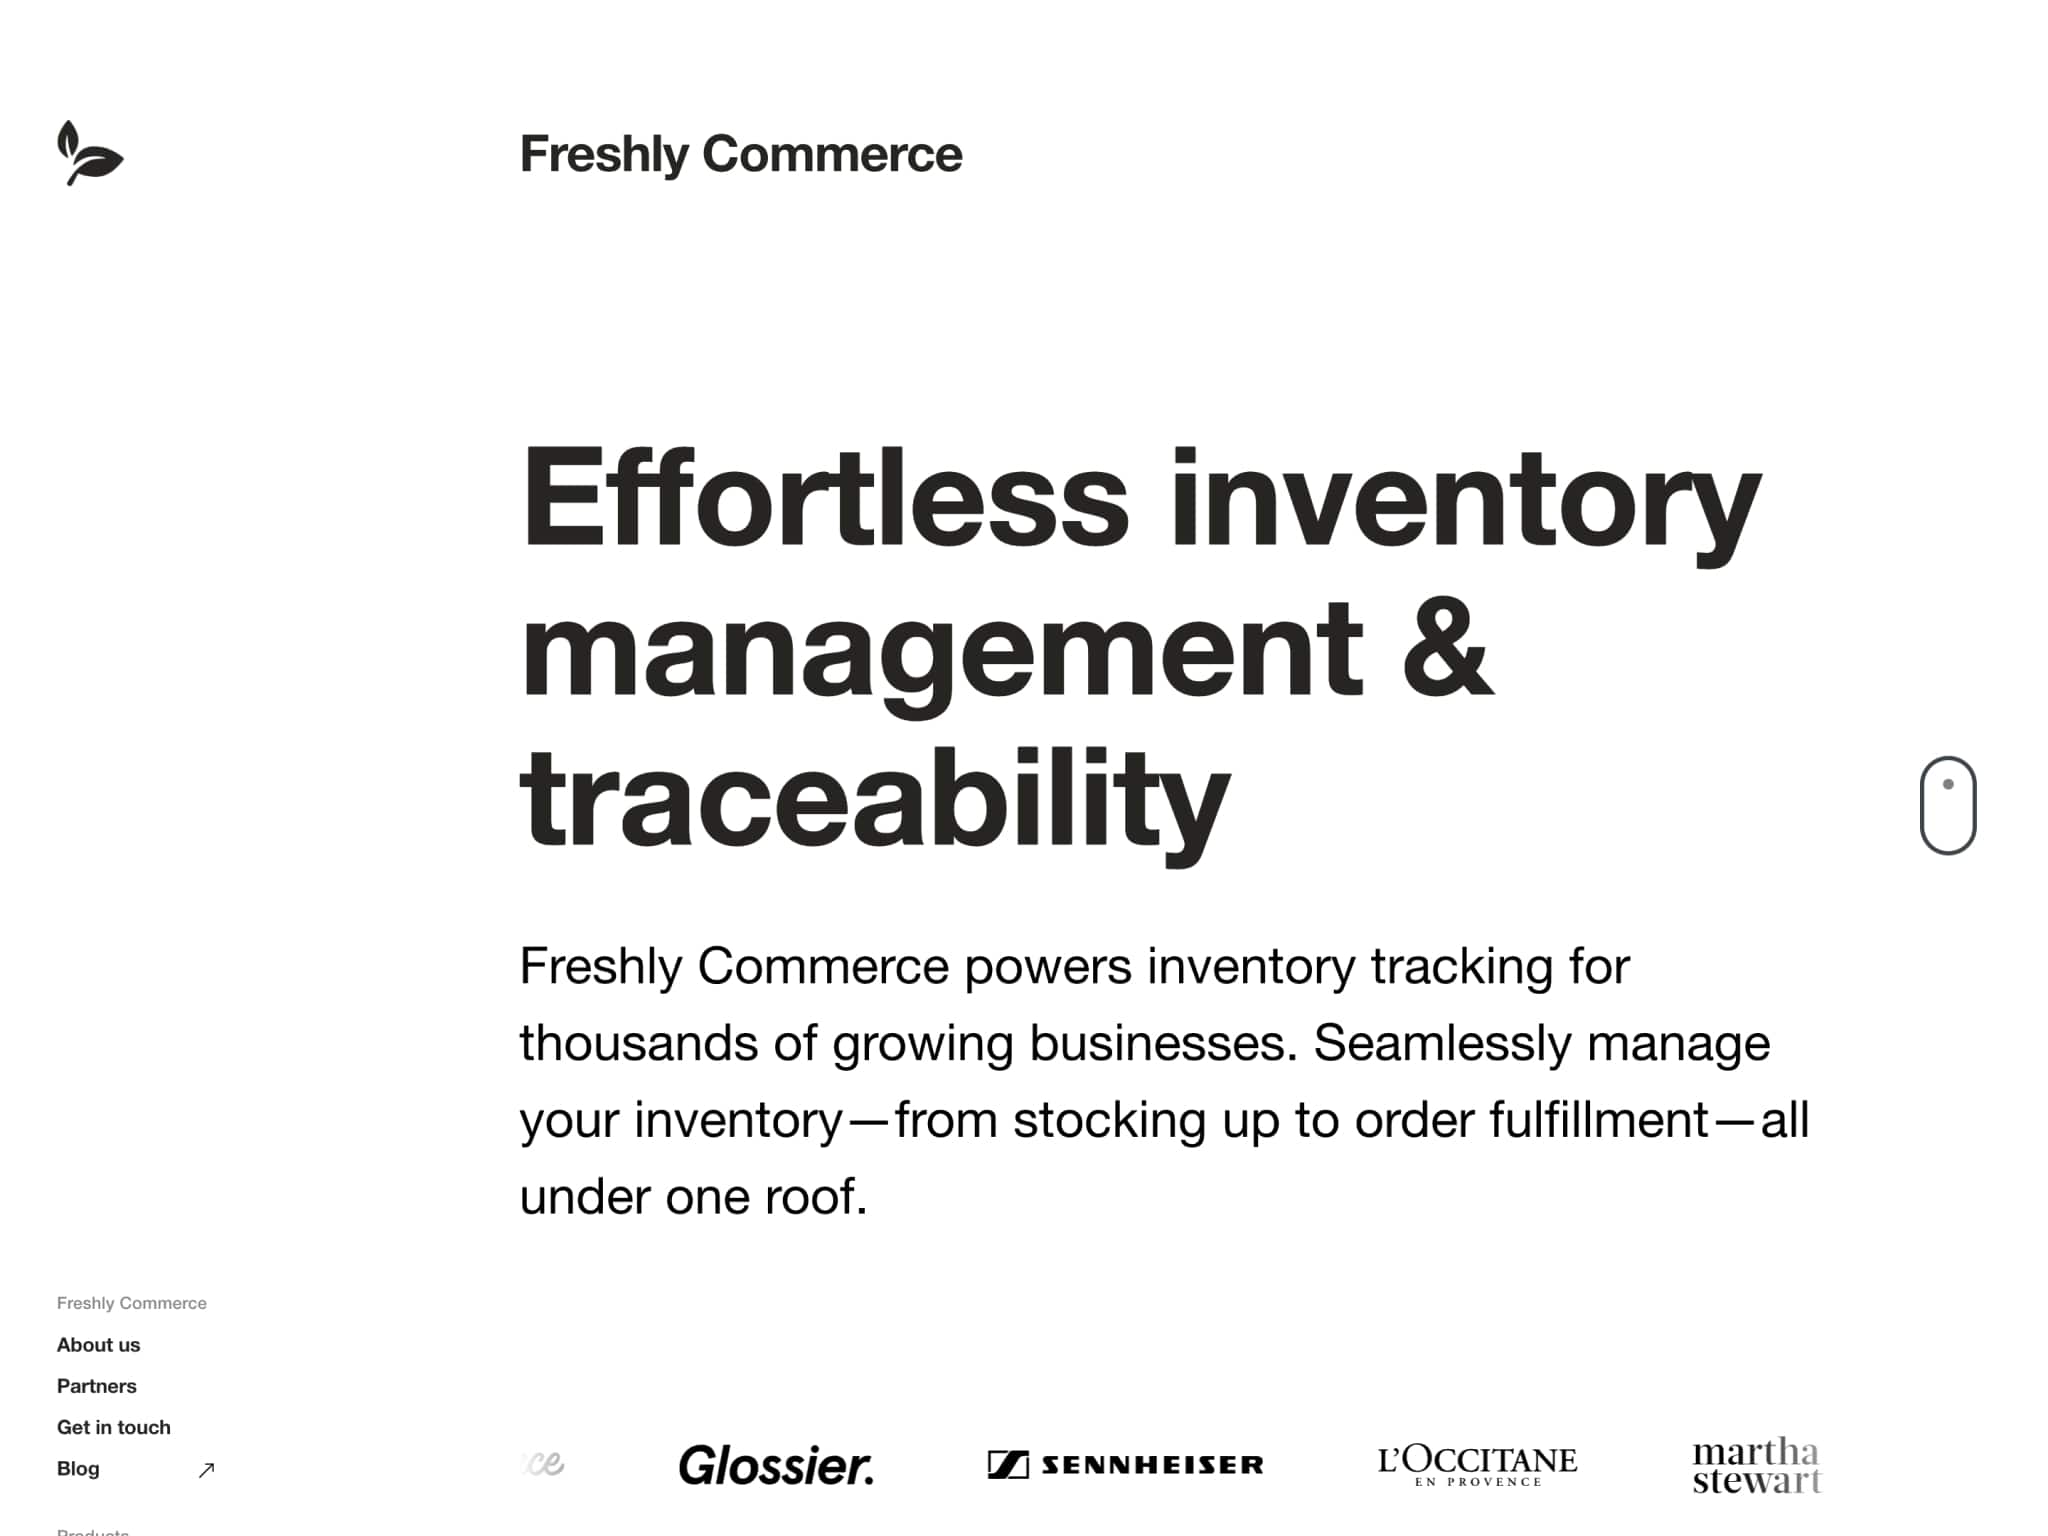 Freshly Commerce
Effortless inventory
management &
traceability
Freshly Commerce powers inventory tracking for
thousands of growing businesses. Seamlessly manage
your inventory—from stocking up to order fulfillment—all
under one roof.
Freshly Commerce
About us
Partners
Get in touch
Blog
Products
ce
Glossier.
SENNHEISER
L'OCCITANE
EN PROVENCE
martha
stewart